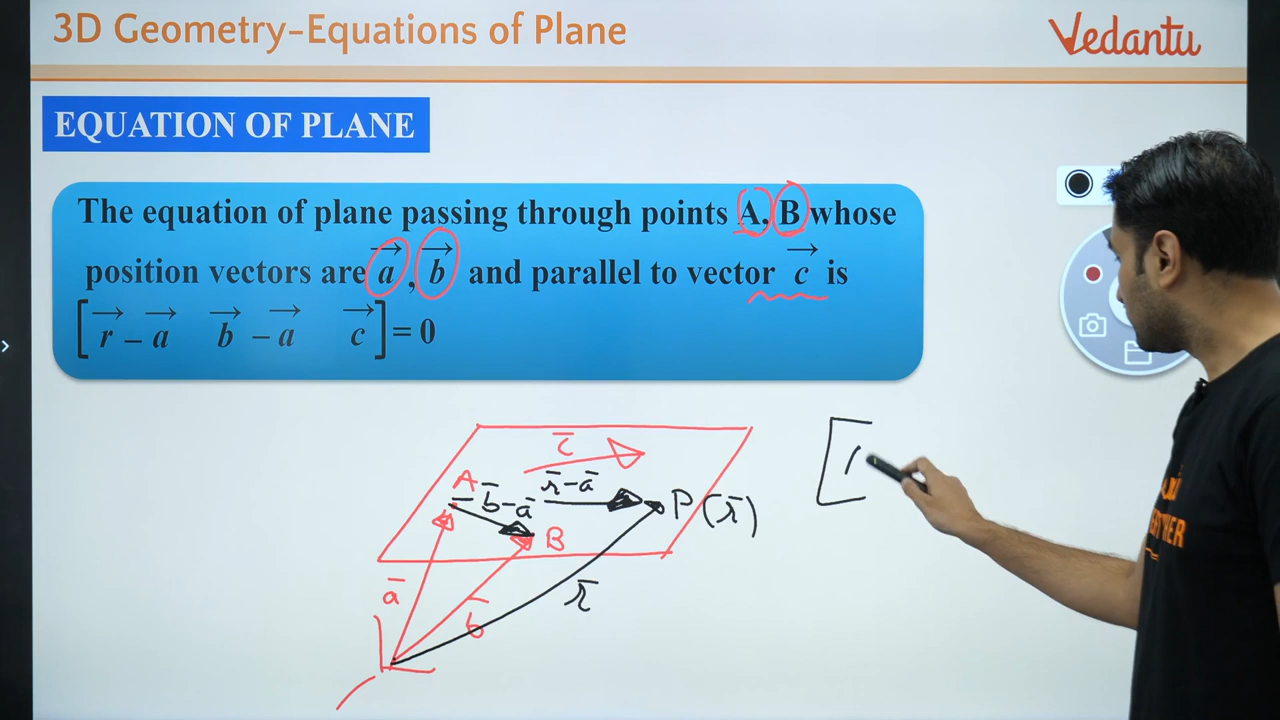 3D Geometry-Equations of Plane
Vedantu
EQUATION OF PLANE
The equation of plane passing through points A, B whose
position vectors are a⃗, b⃗ and parallel to vector c⃗ is
[r⃗ – a⃗ b⃗ – a⃗ c⃗] = 0
c̄
A
b̄-ā
r̄-ā
P(r̄)
B
ā
b̄
r̄
[